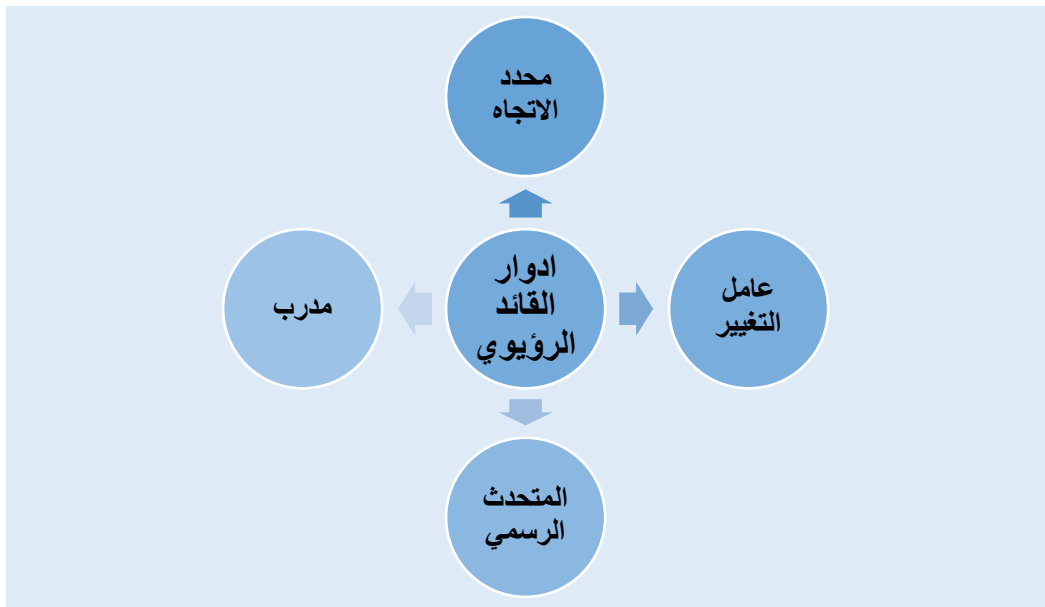 محدد
الاتجاه
ادوار
القائد
الرؤيوي
عامل
التغيير
مدرب
المتحدث
الرسمي